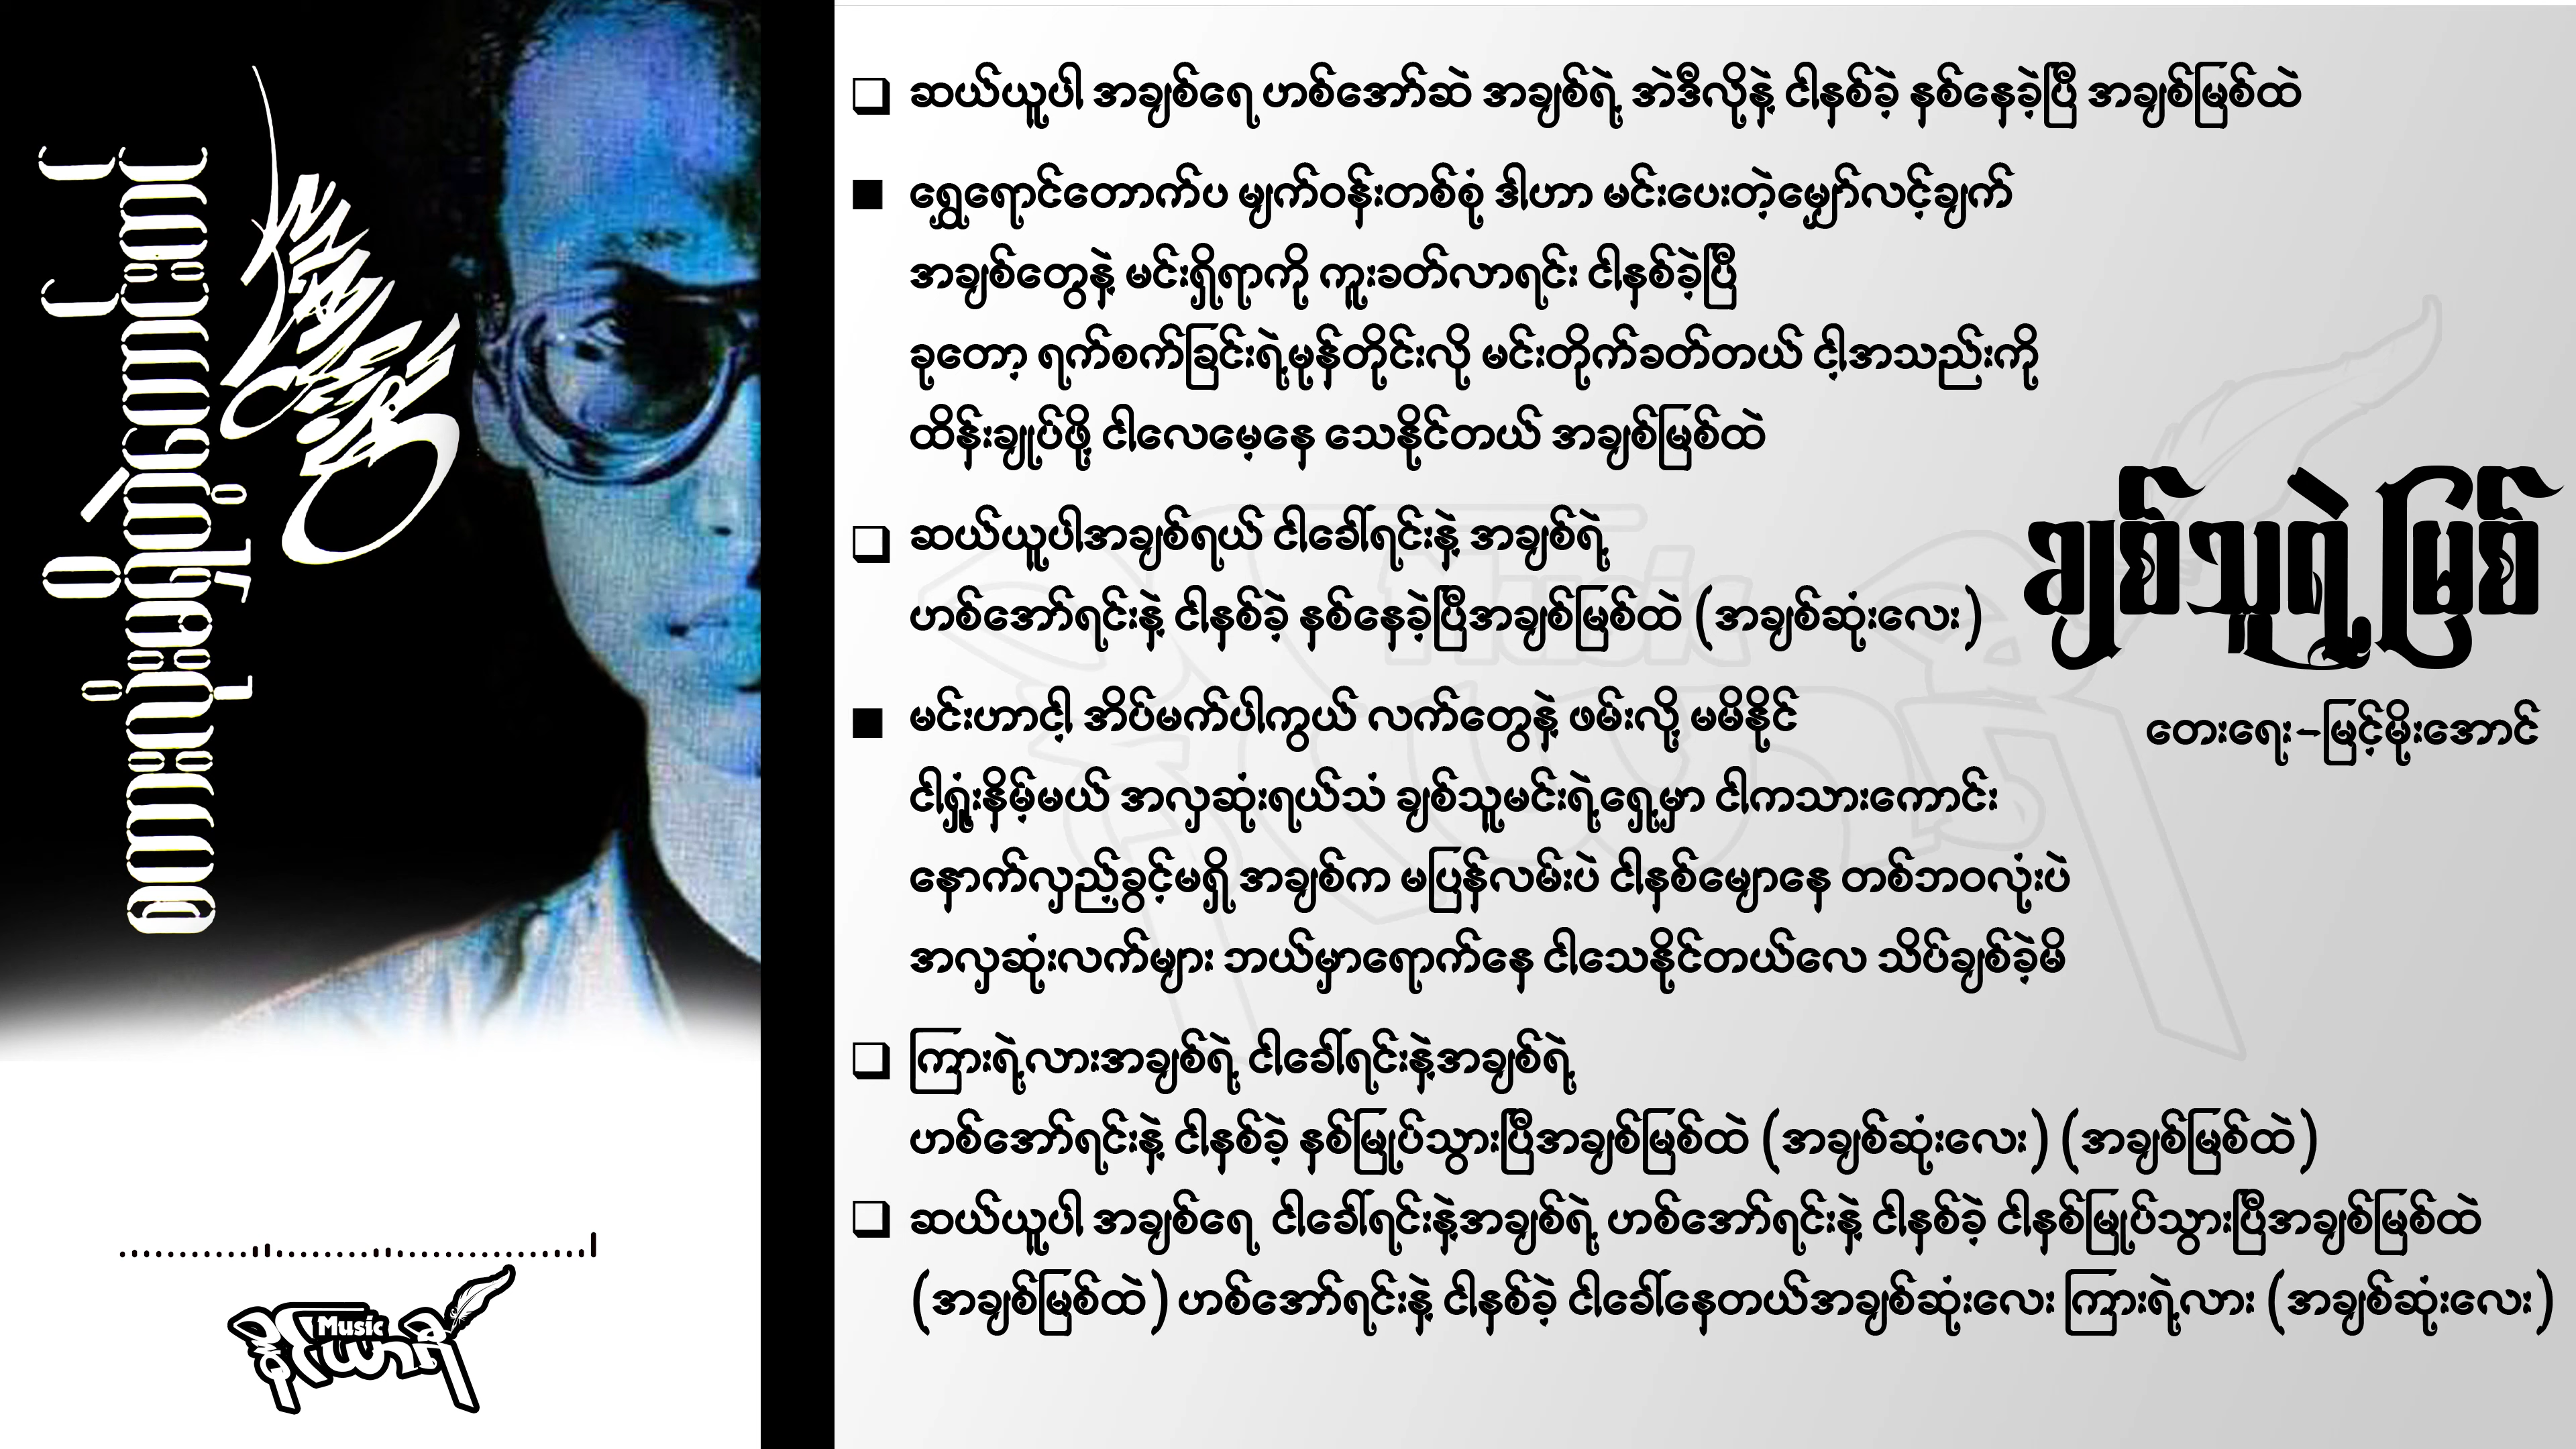 ❑ ဆယ်ယူပါ အချစ်ရေ ဟစ်အော်ဆဲ အချစ်ရဲ့ အဲဒီလိုနဲ့ ငါနစ်ခဲ့ နစ်နေခဲ့ပြီ အချစ်မြစ်ထဲ
■ ရွှေရောင်တောက်ပ မျက်ဝန်းတစ်စုံ ဒါဟာ မင်းပေးတဲ့မျှော်လင့်ချက်
အချစ်တွေနဲ့ မင်းရှိရာကို ကူးခတ်လာရင်း ငါနစ်ခဲ့ပြီ
ခုတော့ ရက်စက်ခြင်းရဲ့မုန်တိုင်းလို မင်းတိုက်ခတ်တယ် ငါ့အသည်းကို
ထိန်းချုပ်ဖို့ ငါလေမေ့နေ သေနိုင်တယ် အချစ်မြစ်ထဲ
❑ ဆယ်ယူပါအချစ်ရယ် ငါခေါ်ရင်းနဲ့ အချစ်ရဲ့
ဟစ်အော်ရင်းနဲ့ ငါနစ်ခဲ့ နစ်နေခဲ့ပြီအချစ်မြစ်ထဲ (အချစ်ဆုံးလေး)
■ မင်းဟာငါ့ အိပ်မက်ပါကွယ် လက်တွေနဲ့ ဖမ်းလို့ မမိနိုင်
ငါရှုံးနိမ့်မယ် အလှဆုံးရယ်သံ ချစ်သူမင်းရဲ့ရှေ့မှာ ငါကသားကောင်း
နောက်လှည့်ခွင့်မရှိ အချစ်က မပြန်လမ်းပဲ ငါနစ်မျောနေ တစ်ဘဝလုံးပဲ
အလှဆုံးလက်များ ဘယ်မှာရောက်နေ ငါသေနိုင်တယ်လေ သိပ်ချစ်ခဲ့မိ
❑ ကြားရဲ့လားအချစ်ရဲ့ ငါခေါ်ရင်းနဲ့အချစ်ရဲ့
ဟစ်အော်ရင်းနဲ့ ငါနစ်ခဲ့ နစ်မြုပ်သွားပြီအချစ်မြစ်ထဲ (အချစ်ဆုံးလေး) (အချစ်မြစ်ထဲ)
❑ ဆယ်ယူပါ အချစ်ရေ ငါခေါ်ရင်းနဲ့အချစ်ရဲ့ ဟစ်အော်ရင်းနဲ့ ငါနစ်ခဲ့ ငါနစ်မြုပ်သွားပြီအချစ်မြစ်ထဲ
(အချစ်မြစ်ထဲ) ဟစ်အော်ရင်းနဲ့ ငါနစ်ခဲ့ ငါခေါ်နေတယ်အချစ်ဆုံးလေး ကြားရဲ့လား (အချစ်ဆုံးလေး)
ချစ်သူရဲ့မြစ်
တေးရေး-မြင့်မိုးအောင်
Music